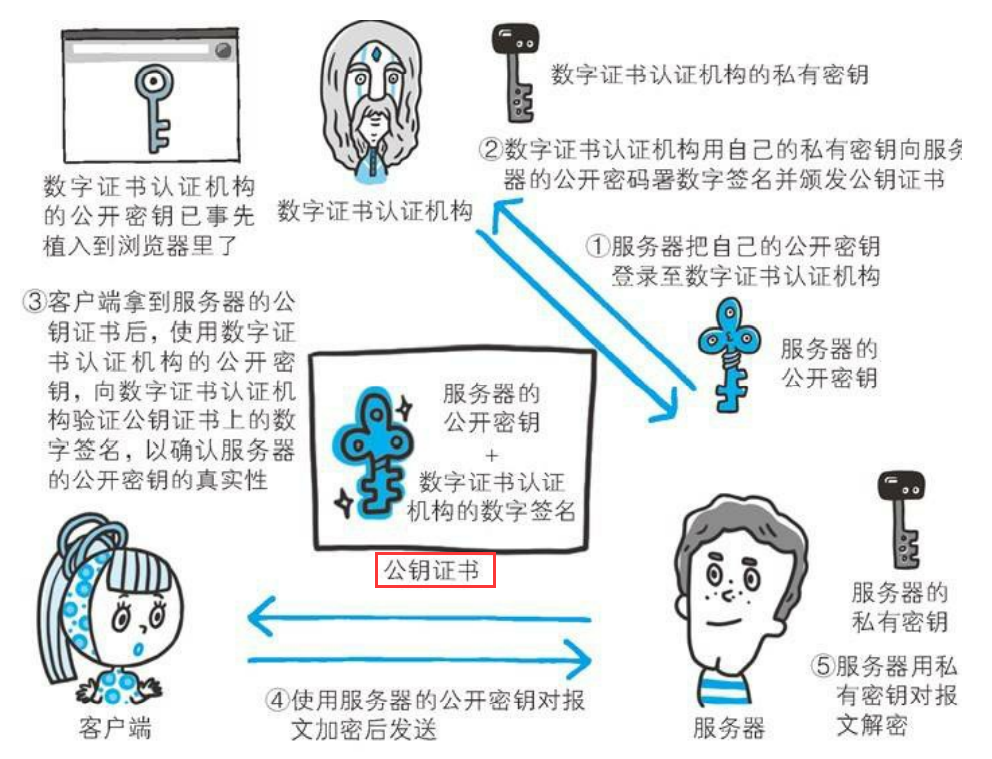 数字证书认证机构的私有密钥
②数字证书认证机构用自己的私有密钥向服务
器的公开密码署数字签名并颁发公钥证书
数字证书认证机构
的公开密钥已事先
植入到浏览器里了
数字证书认证机构
①服务器把自己的公开密钥
登录至数字证书认证机构
③客户端拿到服务器的公
钥证书后，使用数字证
书认证机构的公开密
钥，向数字证书认证机
构验证公钥证书上的数
字签名，以确认服务器
的公开密钥的真实性
服务器的
公开密钥
服务器的
公开密钥
+
数字证书认证
机构的数字签名
公钥证书
服务器的
私有密钥
④使用服务器的公开密钥对报
文加密后发送
⑤服务器用私
有密钥对报
文解密
客户端
服务器